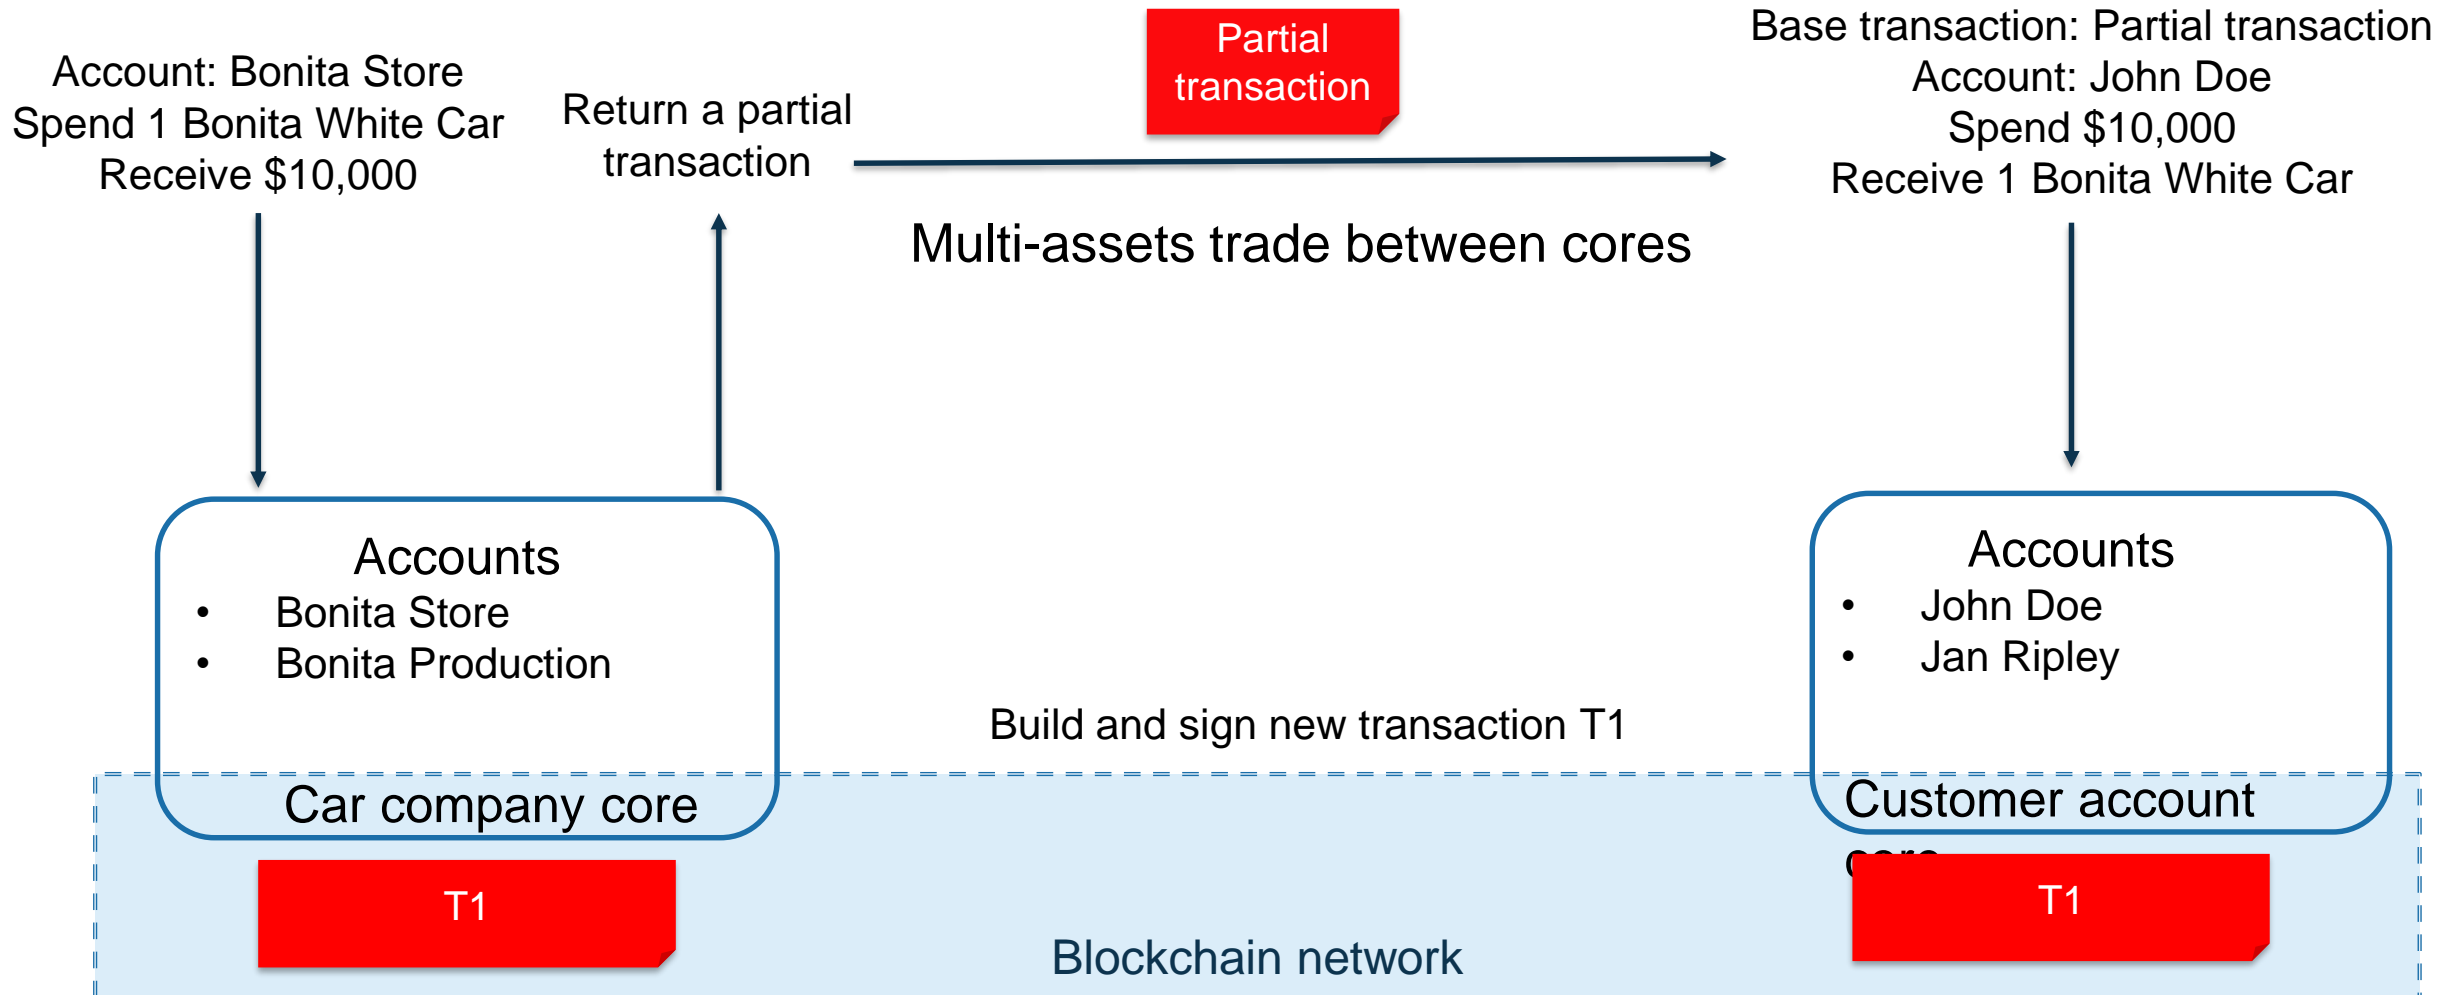 Account: Bonita Store
Spend 1 Bonita White Car
Receive $10,000
Return a partial
transaction
Partial
transaction
Base transaction: Partial transaction
Account: John Doe
Spend $10,000
Receive 1 Bonita White Car
Multi-assets trade between cores
Accounts
• Bonita Store
• Bonita Production
Accounts
• John Doe
• Jan Ripley
Build and sign new transaction T1
Car company core
Customer account
T1
T1
Blockchain network